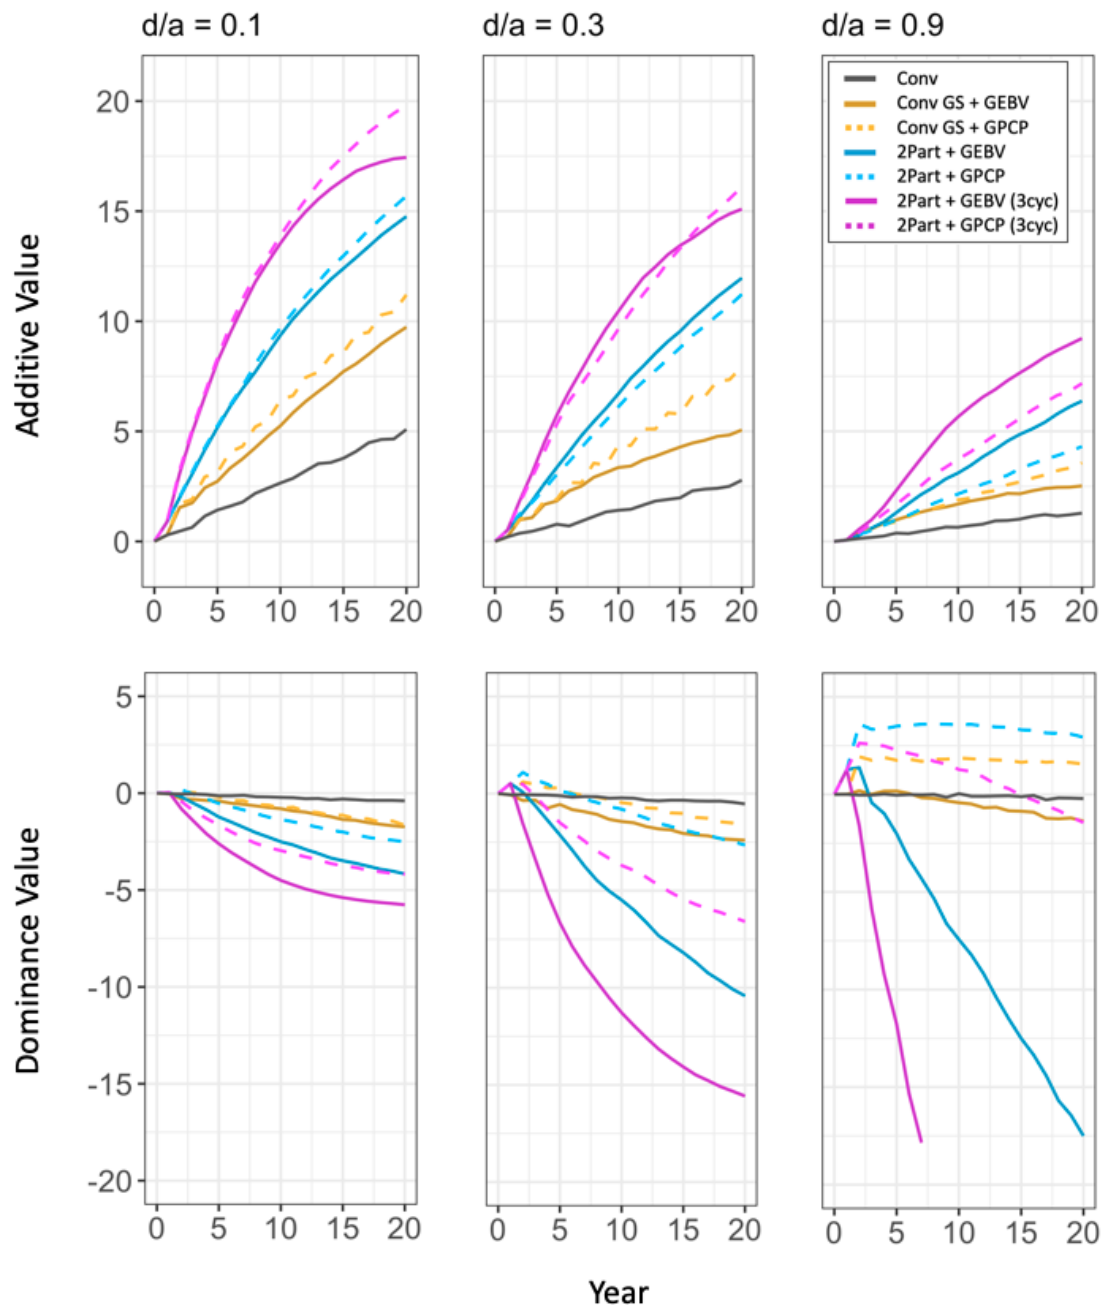 d/a = 0.1
d/a = 0.3
d/a = 0.9
Additive Value
20
15
10
5
0
0 5 10 15 20
0 5 10 15 20
0 5 10 15 20
Conv
Conv GS + GEBV
Conv GS + GPCP
2Part + GEBV
2Part + GPCP
2Part + GEBV (3cyc)
2Part + GPCP (3cyc)
Dominance Value
5
0
-5
-10
-15
-20
0 5 10 15 20
0 5 10 15 20
0 5 10 15 20
Year